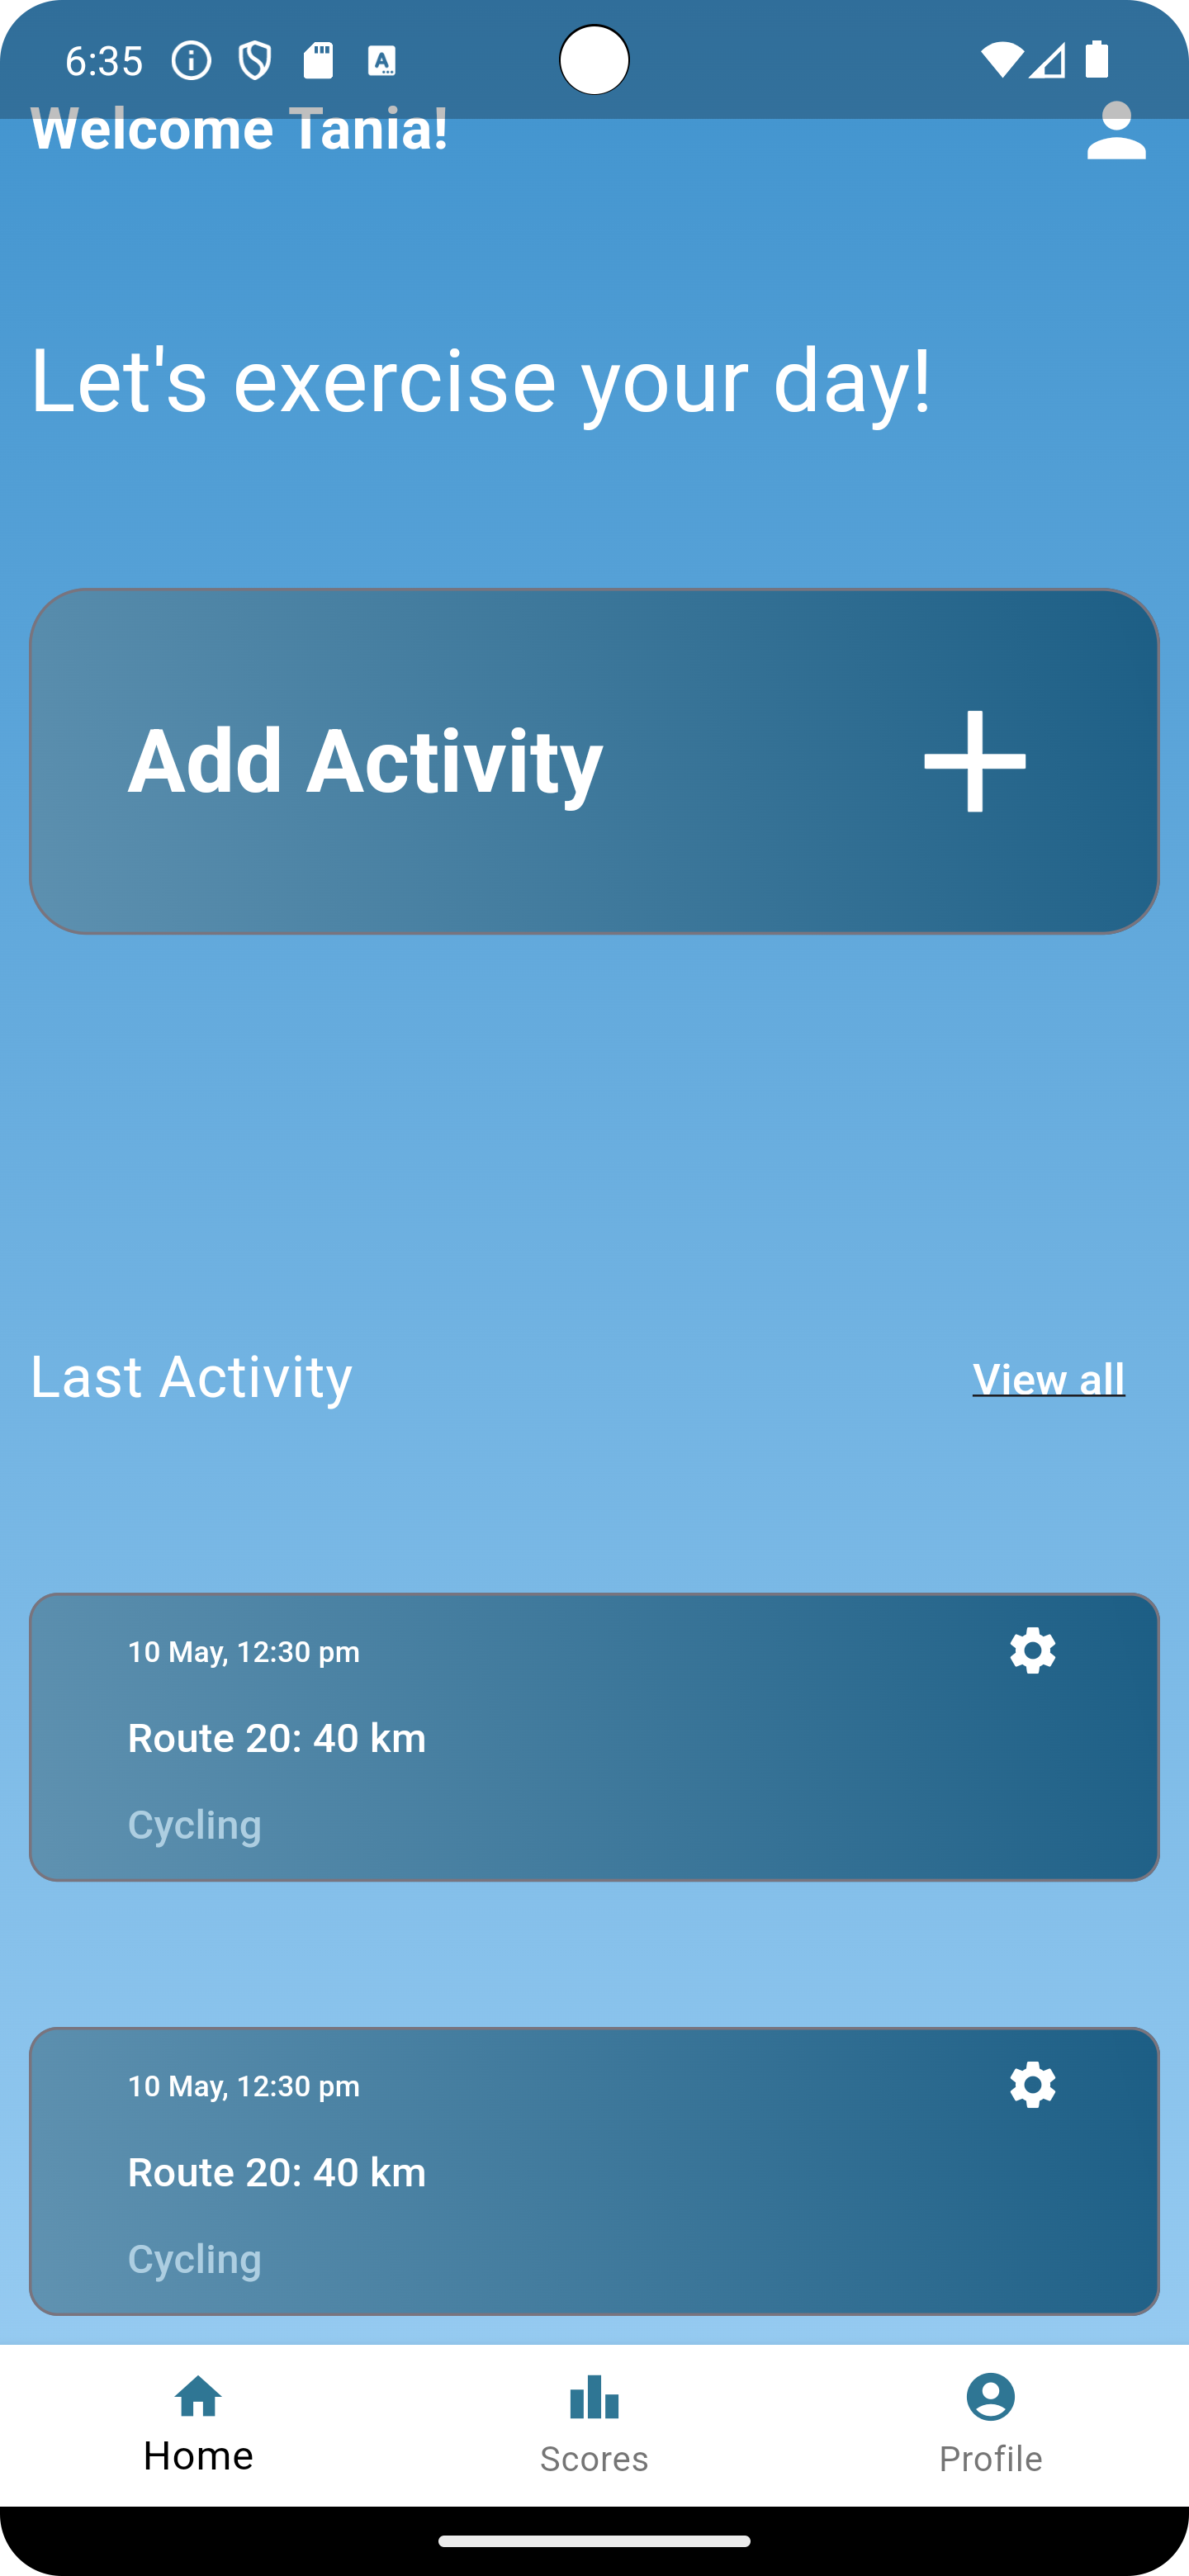 6:35
Welcome Tania!
Let's exercise your day!
Add Activity
Last Activity
View all
10 May, 12:30 pm
Route 20: 40 km
Cycling
10 May, 12:30 pm
Route 20: 40 km
Cycling
Home
Scores
Profile